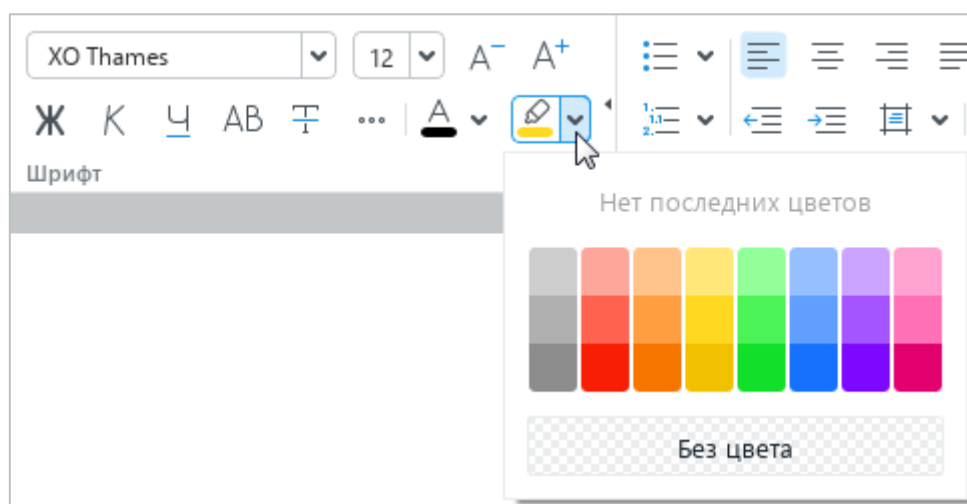 XO Thames 12 A− A+
Ж К Ч АВ Т А
Шрифт
Нет последних цветов
Без цвета